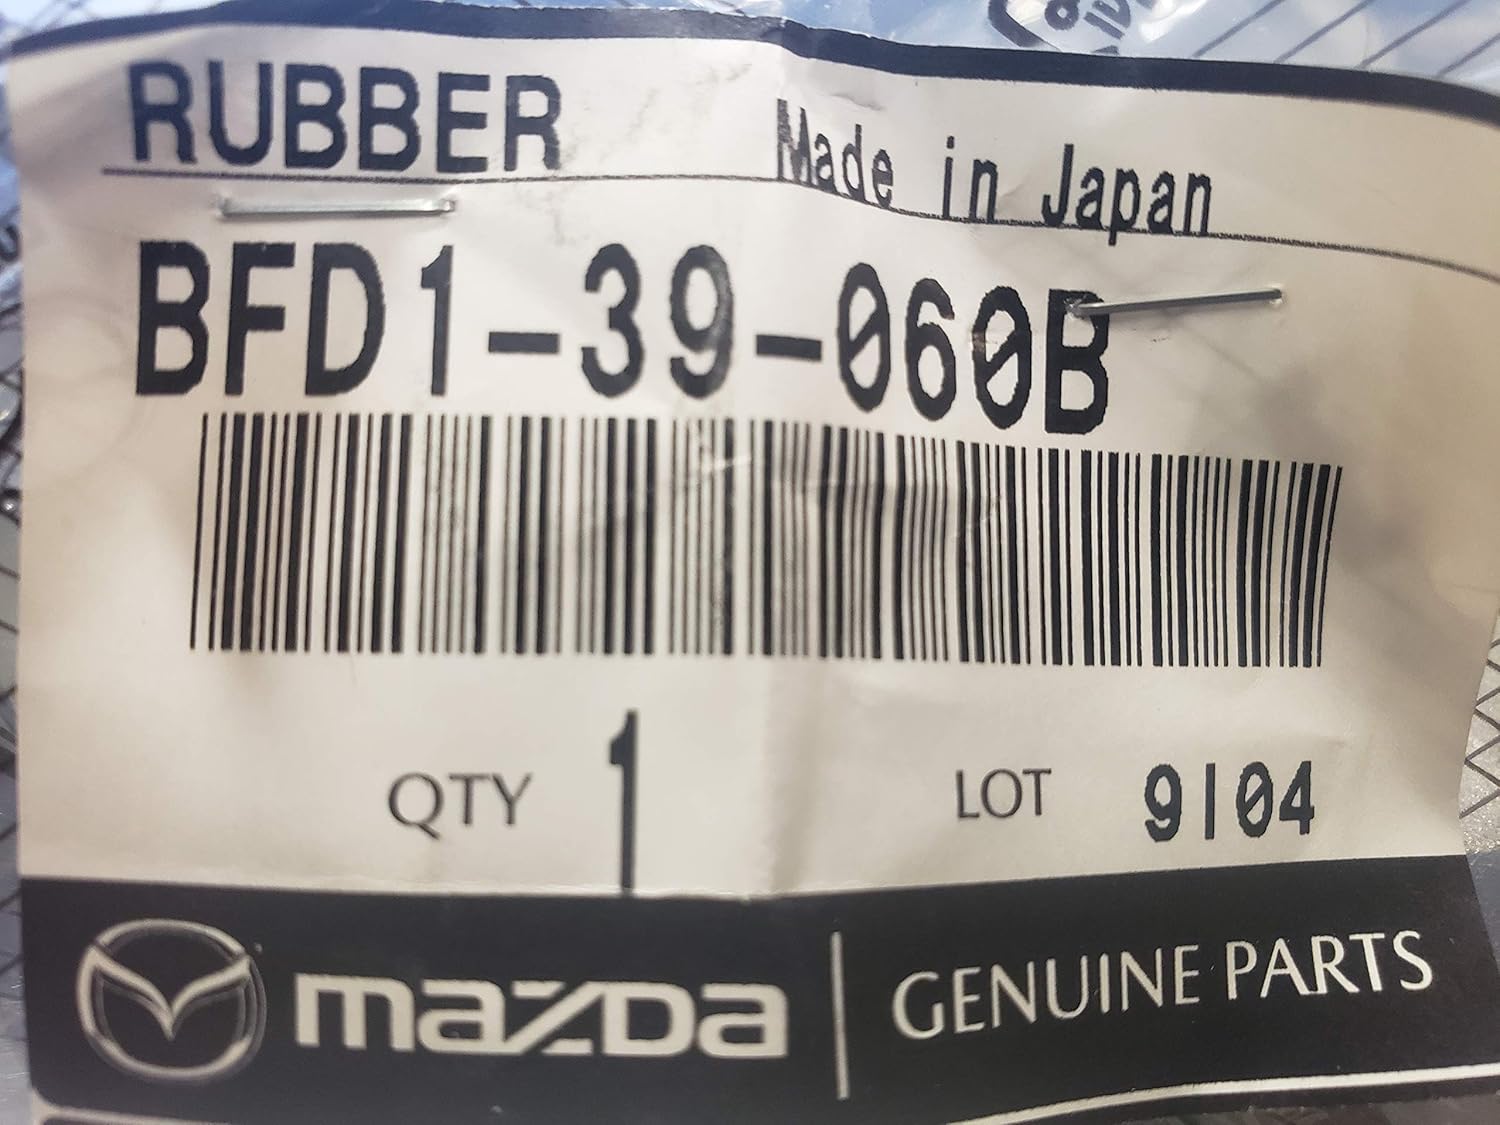 RUBBER
Made in Japan
BFD1-39-060B
QTY 1 LOT 9104
mazda | GENUINE PARTS